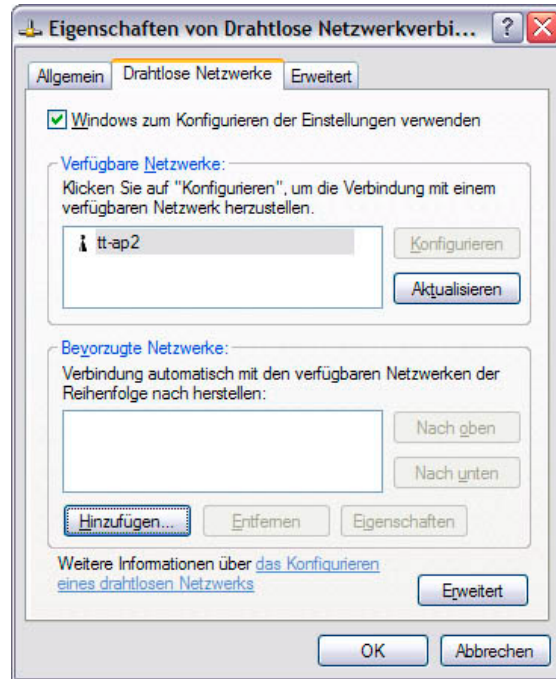 Eigenschaften von Drahtlose Netzwerkverbi...
Allgemein
Drahtlose Netzwerke
Erweitert
Windows zum Konfigurieren der Einstellungen verwenden
Verfügbare Netzwerke:
Klicken Sie auf "Konfigurieren", um die Verbindung mit einem
verfügbaren Netzwerk herzustellen.
tt-ap2
Konfigurieren
Aktualisieren
Bevorzugte Netzwerke:
Verbindung automatisch mit den verfügbaren Netzwerken der
Reihenfolge nach herstellen:
Nach oben
Nach unten
Hinzufügen...
Entfernen
Eigenschaften
Weitere Informationen über das Konfigurieren
eines drahtlosen Netzwerks
Erweitert
OK
Abbrechen